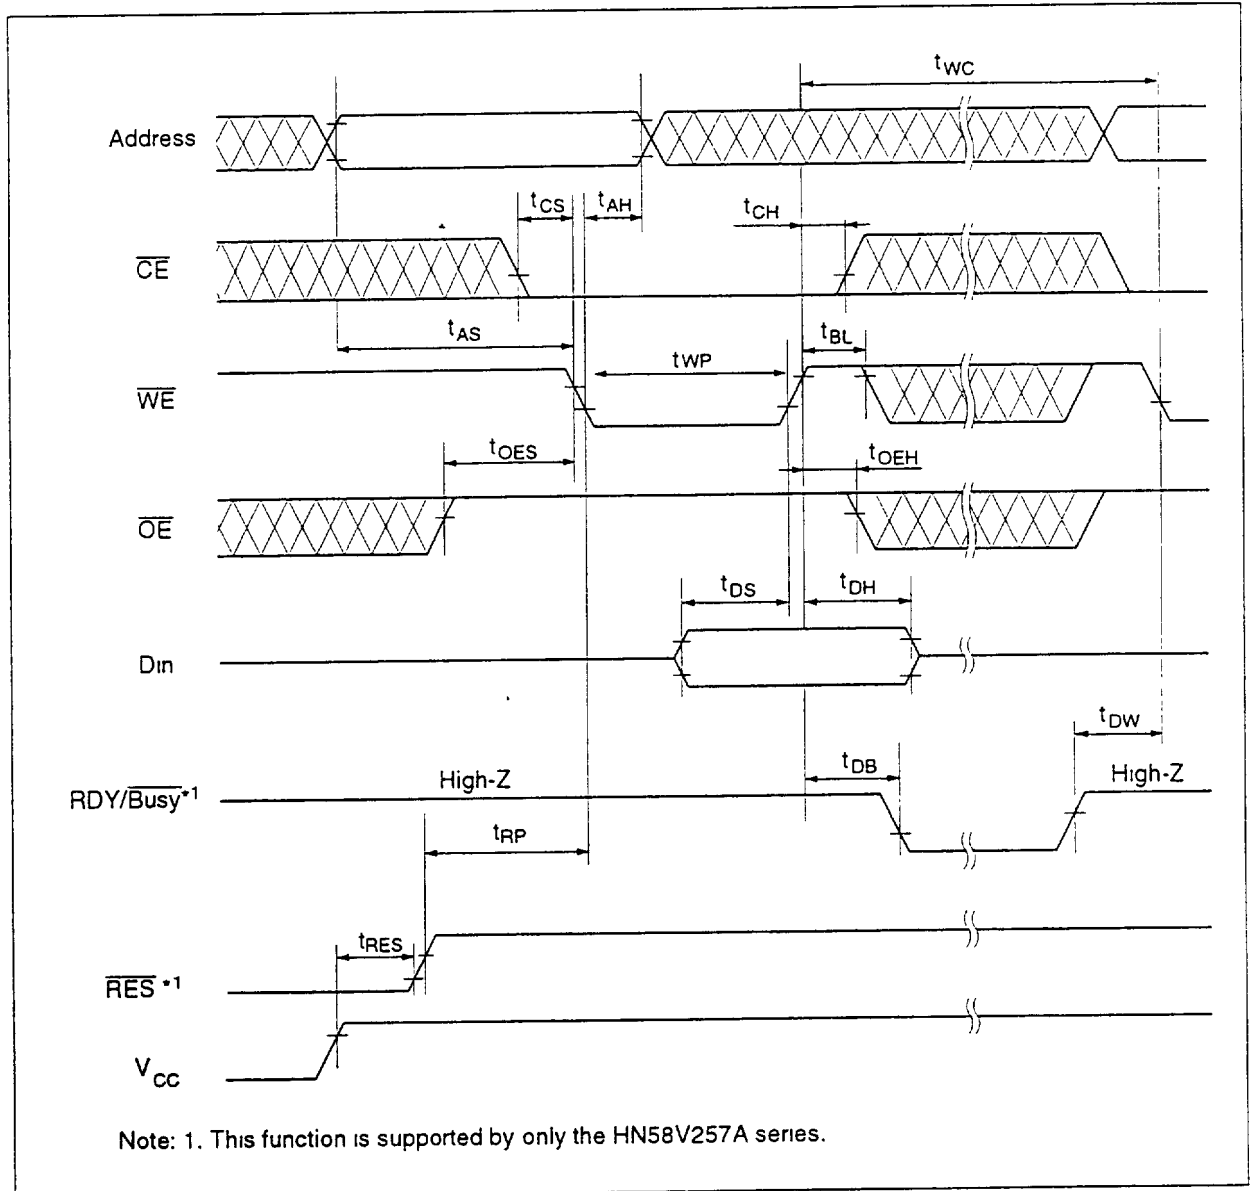 tWC
Address
tCS
tAH
tCH
CE
tAS
tBL
tWP
WE
tOES
tOEH
OE
tDS
tDH
Din
tDW
tDB
High-Z
High-Z
RDY/Busy*1
tRP
tRES
RES *1
VCC
Note: 1. This function is supported by only the HN58V257A series.